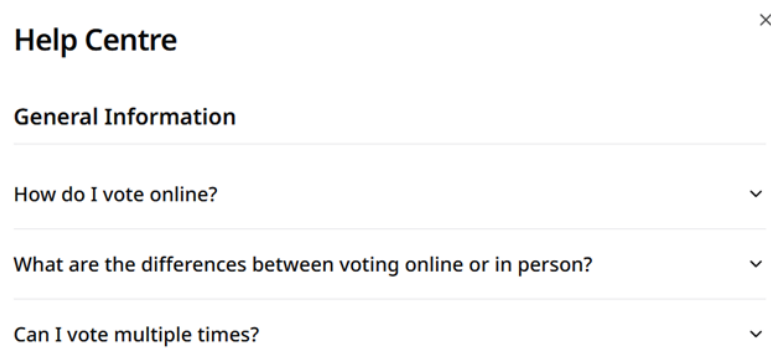 Help Centre
General Information
How do I vote online?
What are the differences between voting online or in person?
Can I vote multiple times?